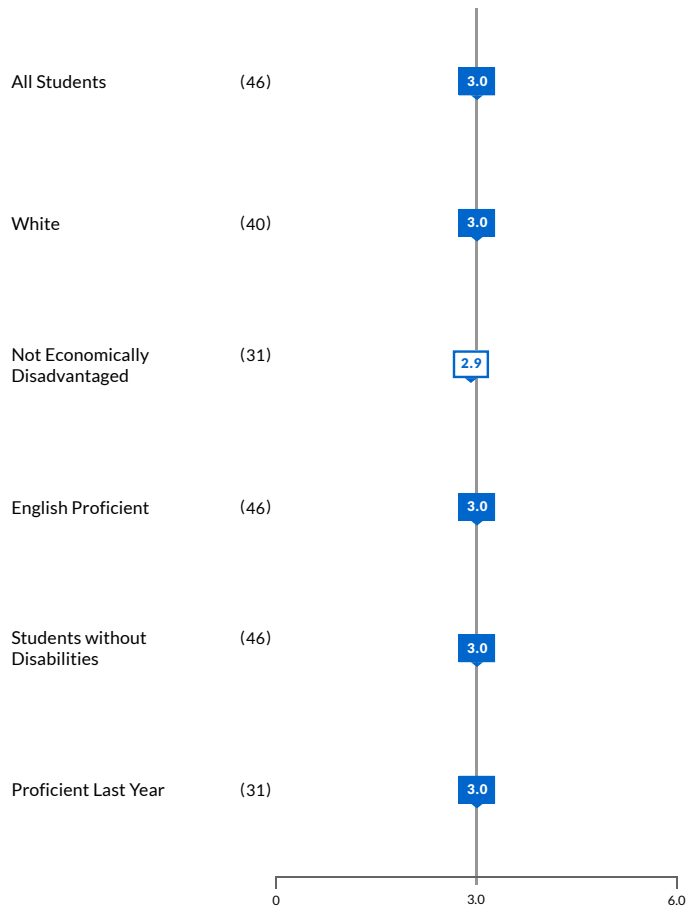 All Students (46) 3.0
White (40) 3.0
Not Economically (31)
Disadvantaged
2.9
English Proficient (46) 3.0
Students without (46)
Disabilities
3.0
Proficient Last Year (31) 3.0
0 3.0 6.0